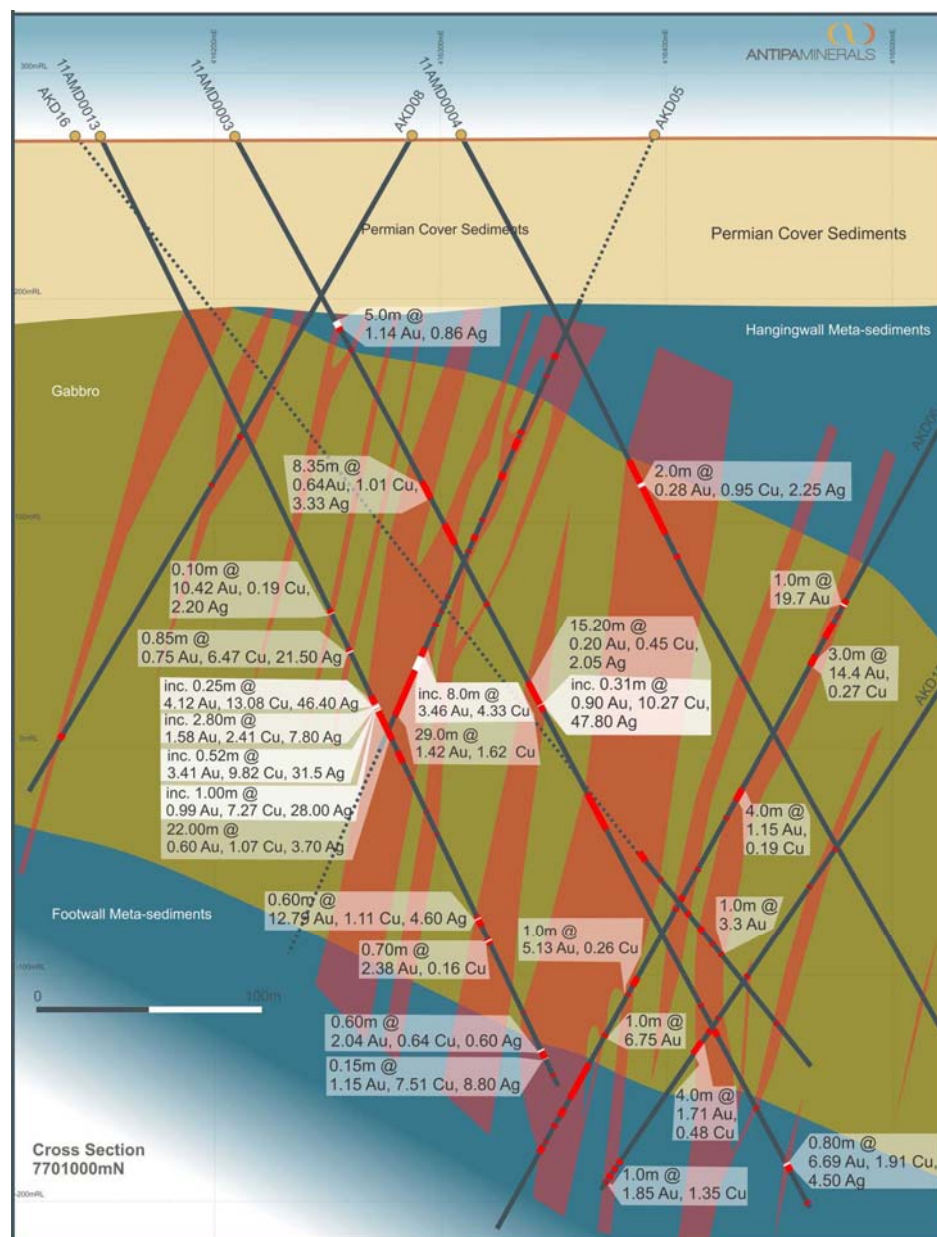 ANTIPAMINERALS
416200mE
416300mE
416400mE
416500mE
300mRL
11AMD0013
AKD16
11AMD0003
AKD08
11AMD0004
AKD05
Permian Cover Sediments
Permian Cover Sediments
200mRL
5.0m @
1.14 Au, 0.86 Ag
Hangingwall Meta-sediments
Gabbro
8.35m @
0.64Au, 1.01 Cu,
3.33 Ag
2.0m @
0.28 Au, 0.95 Cu, 2.25 Ag
100mRL
0.10m @
10.42 Au, 0.19 Cu,
2.20 Ag
1.0m @
19.7 Au
0.85m @
0.75 Au, 6.47 Cu, 21.50 Ag
15.20m @
0.20 Au, 0.45 Cu,
2.05 Ag
inc. 0.31m @
0.90 Au, 10.27 Cu,
47.80 Ag
3.0m @
14.4 Au,
0.27 Cu
inc. 0.25m @
4.12 Au, 13.08 Cu, 46.40 Ag
inc. 8.0m @
3.46 Au, 4.33 Cu
inc. 2.80m @
1.58 Au, 2.41 Cu, 7.80 Ag
29.0m @
1.42 Au, 1.62 Cu
0mRL
inc. 0.52m @
3.41 Au, 9.82 Cu, 31.5 Ag
inc. 1.00m @
0.99 Au, 7.27 Cu, 28.00 Ag
22.00m @
0.60 Au, 1.07 Cu, 3.70 Ag
4.0m @
1.15 Au,
0.19 Cu
Footwall Meta-sediments
0.60m @
12.79 Au, 1.11 Cu, 4.60 Ag
1.0m @
3.3 Au
0.70m @
2.38 Au, 0.16 Cu
1.0m @
5.13 Au, 0.26 Cu
-100mRL
0
100m
0.60m @
2.04 Au, 0.64 Cu, 0.60 Ag
1.0m @
6.75 Au
0.15m @
1.15 Au, 7.51 Cu, 8.80 Ag
4.0m @
1.71 Au,
0.48 Cu
Cross Section
7701000mN
0.80m @
6.69 Au, 1.91 Cu,
4.50 Ag
1.0m @
1.85 Au, 1.35 Cu
-200mRL